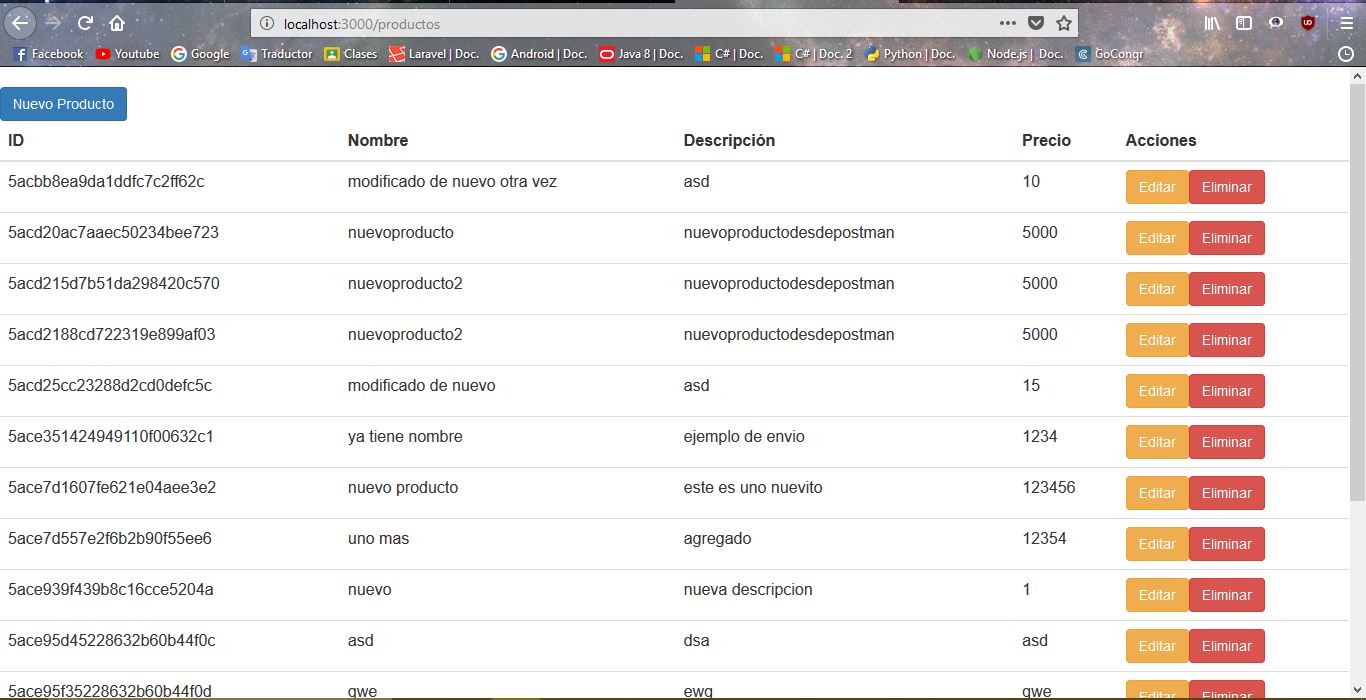 localhost:3000/productos
Facebook Youtube Google Traductor Clases Laravel | Doc. Android | Doc. Java 8 | Doc. C# | Doc. C# | Doc. 2 Python | Doc. Node.js | Doc. GoConqr
Nuevo Producto
ID Nombre Descripción Precio Acciones
5acbb8ea9da1ddfc7c2ff62c modificado de nuevo otra vez asd 10 Editar Eliminar
5acd20ac7aaec50234bee723 nuevoproducto nuevoproductodesdepostman 5000 Editar Eliminar
5acd215d7b51da298420c570 nuevoproducto2 nuevoproductodesdepostman 5000 Editar Eliminar
5acd2188cd722319e899af03 nuevoproducto2 nuevoproductodesdepostman 5000 Editar Eliminar
5acd25cc23288d2cd0defc5c modificado de nuevo asd 15 Editar Eliminar
5ace351424949110f00632c1 ya tiene nombre ejemplo de envio 1234 Editar Eliminar
5ace7d1607fe621e04aee3e2 nuevo producto este es uno nuevito 123456 Editar Eliminar
5ace7d557e2f6b2b90f55ee6 uno mas agregado 12354 Editar Eliminar
5ace939f439b8c16cce5204a nuevo nueva descripcion 1 Editar Eliminar
5ace95d45228632b60b44f0c asd dsa asd Editar Eliminar
5ace95f35228632b60b44f0d qwe ewq qwe Editar Eliminar